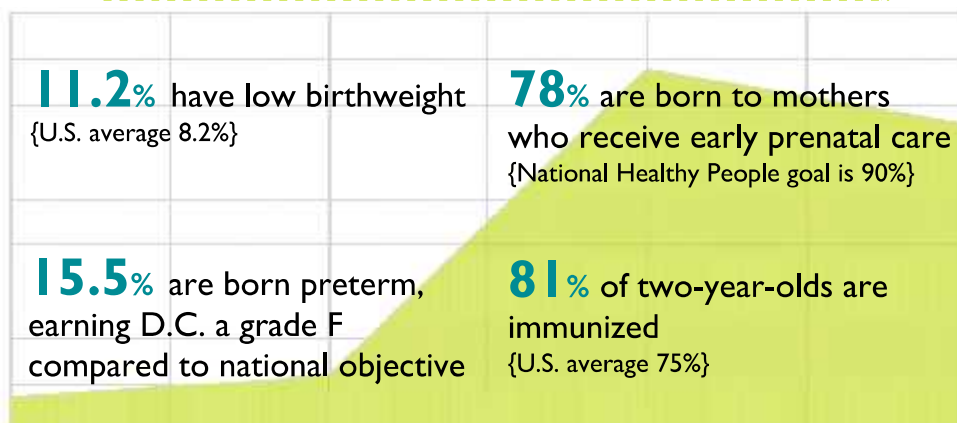 11.2% have low birthweight
{U.S. average 8.2%}
15.5% are born preterm,
earning D.C. a grade F
compared to national objective
78% are born to mothers
who receive early prenatal care
{National Healthy People goal is 90%}
81% of two-year-olds are
immunized
{U.S. average 75%}